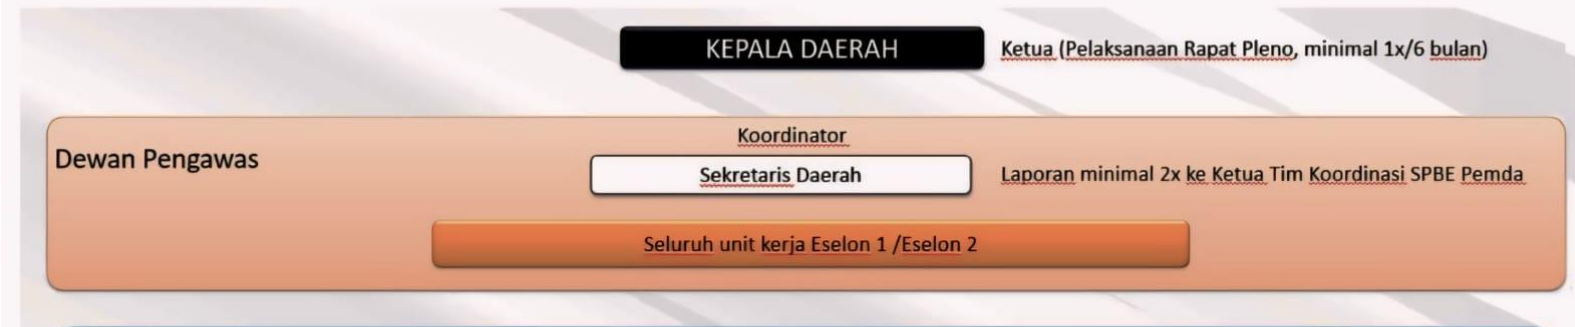 KEPALA DAERAH
Ketua (Pelaksanaan Rapat Pleno, minimal 1x/6 bulan)
Koordinator
Dewan Pengawas
Sekretaris Daerah
Laporan minimal 2x ke Ketua Tim Koordinasi SPBE Pemda
Seluruh unit kerja Eselon 1 /Eselon 2